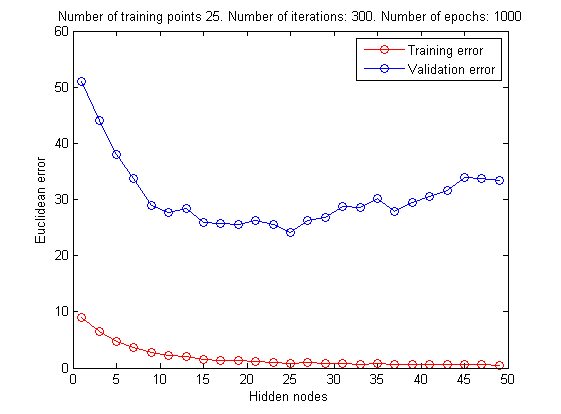 Number of training points 25. Number of iterations: 300. Number of epochs: 1000
60
50
40
30
20
10
0
Euclidean error
Training error
Validation error
0 5 10 15 20 25 30 35 40 45 50
Hidden nodes